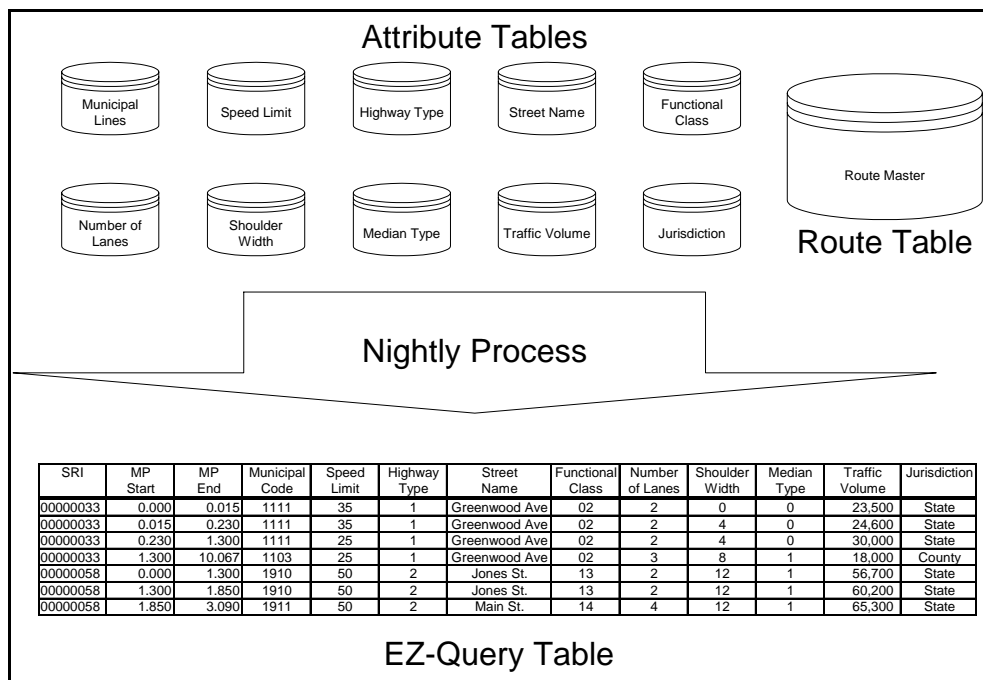 Attribute Tables
Municipal
Lines
Speed Limit
Highway Type
Street Name
Functional
Class
Route Master
Number of
Lanes
Shoulder
Width
Median Type
Traffic Volume
Jurisdiction
Route Table
Nightly Process
SRI MP Start MP End Municipal Code Speed Limit Highway Type Street Name Functional Class Number of Lanes Shoulder Width Median Type Traffic Volume Jurisdiction
00000033 0.000 0.015 1111 35 1 Greenwood Ave 02 2 0 0 23,500 State
00000033 0.015 0.230 1111 35 1 Greenwood Ave 02 2 4 0 24,600 State
00000033 0.230 1.300 1111 25 1 Greenwood Ave 02 2 4 0 30,000 State
00000033 1.300 10.067 1103 25 1 Greenwood Ave 02 3 8 1 18,000 County
00000058 0.000 1.300 1910 50 2 Jones St. 13 2 12 1 56,700 State
00000058 1.300 1.850 1910 50 2 Jones St. 13 2 12 1 60,200 State
00000058 1.850 3.090 1911 50 2 Main St. 14 4 12 1 65,300 State
EZ-Query Table